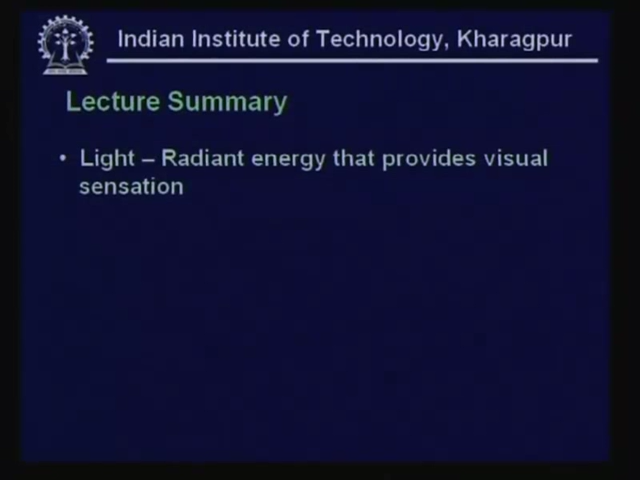 Indian Institute of Technology, Kharagpur
Lecture Summary
• Light – Radiant energy that provides visual
sensation